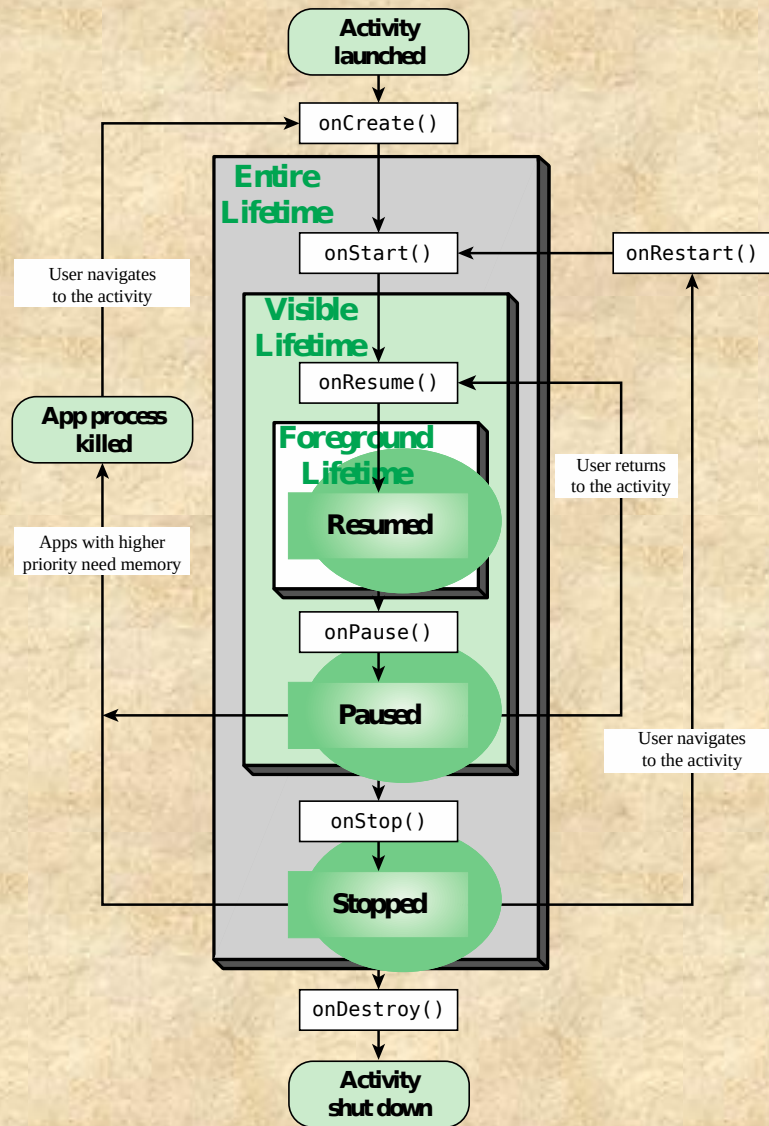 Activity
launched
onCreate()
Entire
Lifetime
onStart()
onRestart()
User navigates
to the activity
Visible
Lifetime
onResume()
App process
killed
Foreground
Lifetime
User returns
to the activity
Resumed
Apps with higher
priority need memory
onPause()
Paused
User navigates
to the activity
onStop()
Stopped
onDestroy()
Activity
shut down